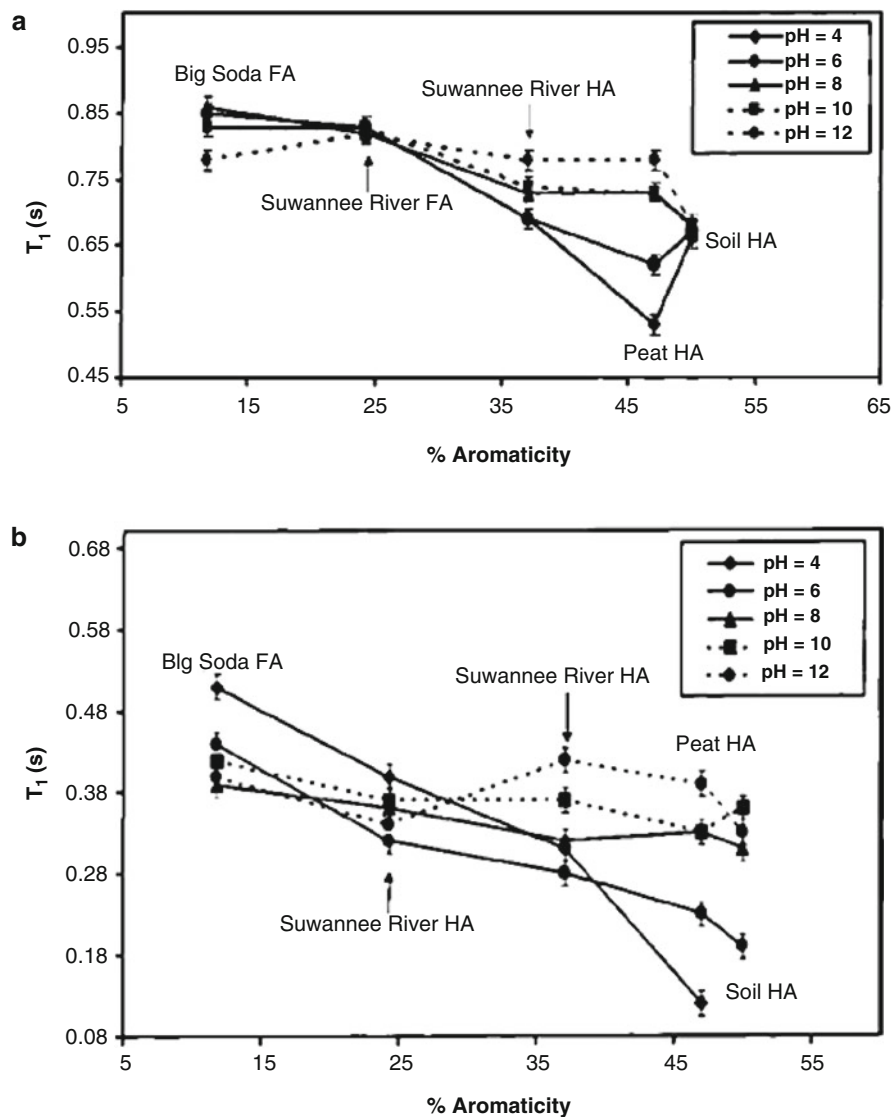 a
0.95
0.85
0.75
0.65
0.55
0.45
T1 (s)
Big Soda FA
Suwannee River HA
Suwannee River FA
Soil HA
Peat HA
pH = 4
pH = 6
pH = 8
pH = 10
pH = 12
5 15 25 35 45 55 65
% Aromaticity
b
0.68
0.58
0.48
0.38
0.28
0.18
0.08
T1 (s)
Blg Soda FA
Suwannee River HA
Peat HA
Suwannee River HA
Soil HA
pH = 4
pH = 6
pH = 8
pH = 10
pH = 12
5 15 25 35 45 55
% Aromaticity